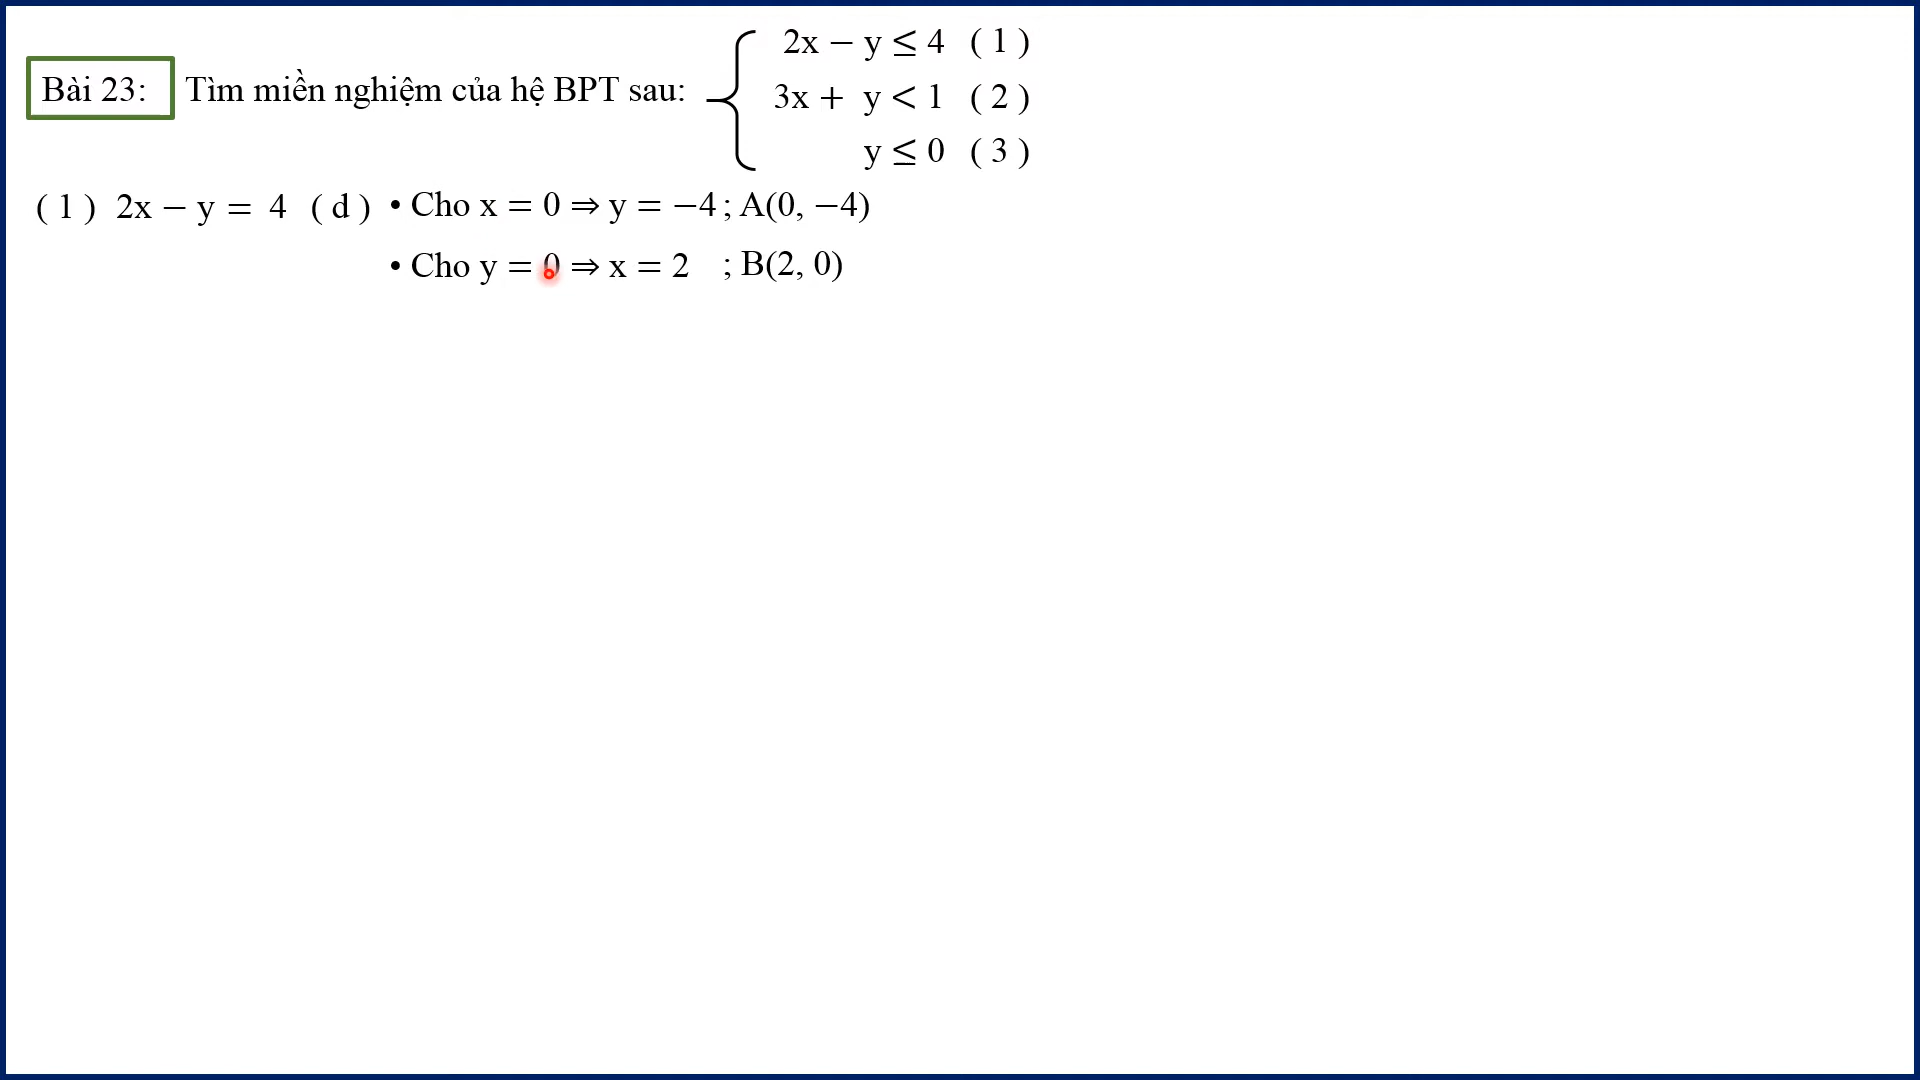 2x − y ≤ 4 ( 1 )
Bài 23: Tìm miền nghiệm của hệ BPT sau: 3x + y < 1 ( 2 )
y ≤ 0 ( 3 )
( 1 ) 2x − y = 4 ( d ) • Cho x = 0 ⇒ y = −4 ; A(0, −4)
• Cho y = 0 ⇒ x = 2 ; B(2, 0)